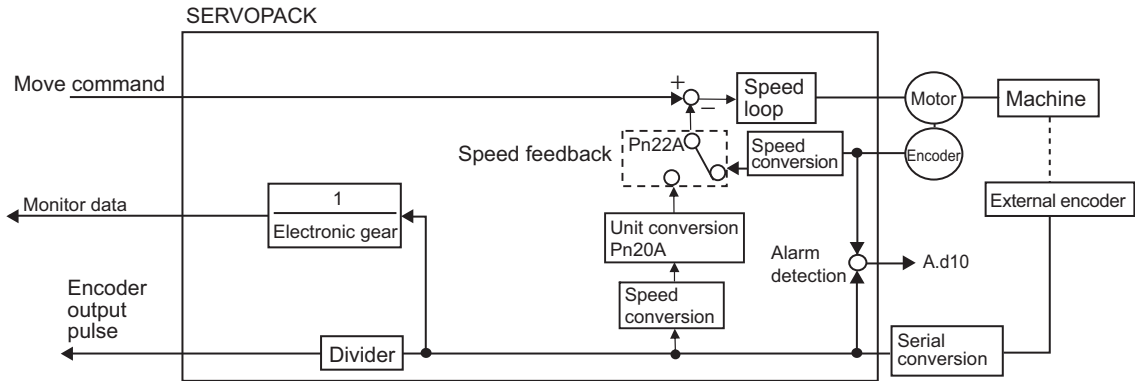 SERVOPACK
Move command
+
−
Speed
loop
Motor
Machine
Speed feedback
Pn22A
Speed
conversion
Encoder
Monitor data
1
Electronic gear
Unit conversion
Pn20A
External encoder
Alarm
detection
A.d10
Encoder
output
pulse
Speed
conversion
Divider
Serial
conversion